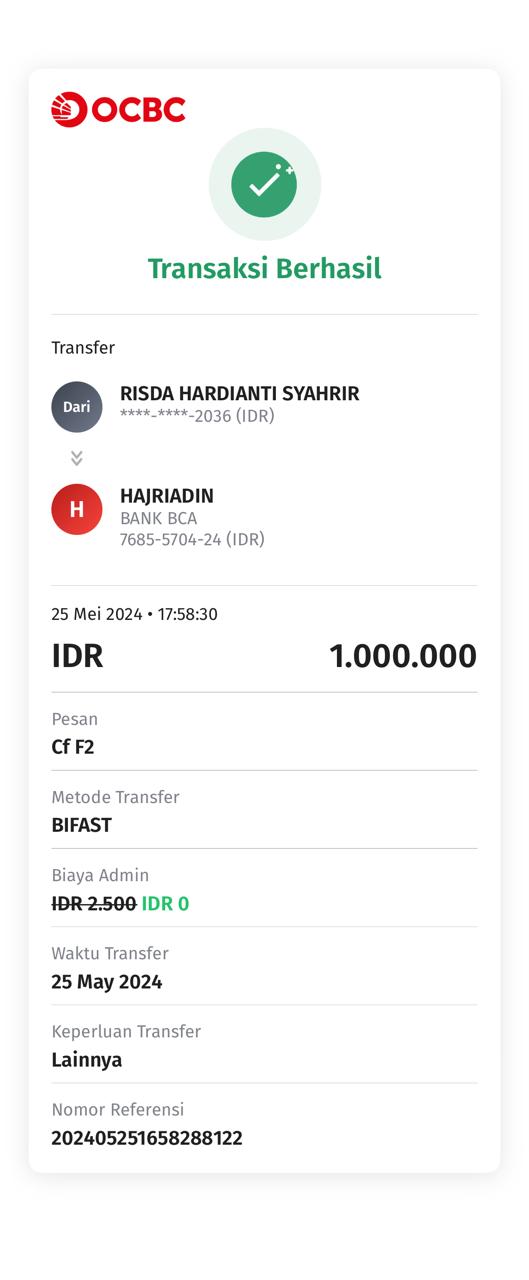 OCBC
Transaksi Berhasil
Transfer
Dari
RISDA HARDIANTI SYAHRIR
****-****-2036 (IDR)
H
HAJRIADIN
BANK BCA
7685-5704-24 (IDR)
25 Mei 2024 • 17:58:30
IDR 1.000.000
Pesan
Cf F2
Metode Transfer
BIFAST
Biaya Admin
IDR 2.500 IDR 0
Waktu Transfer
25 May 2024
Keperluan Transfer
Lainnya
Nomor Referensi
202405251658288122